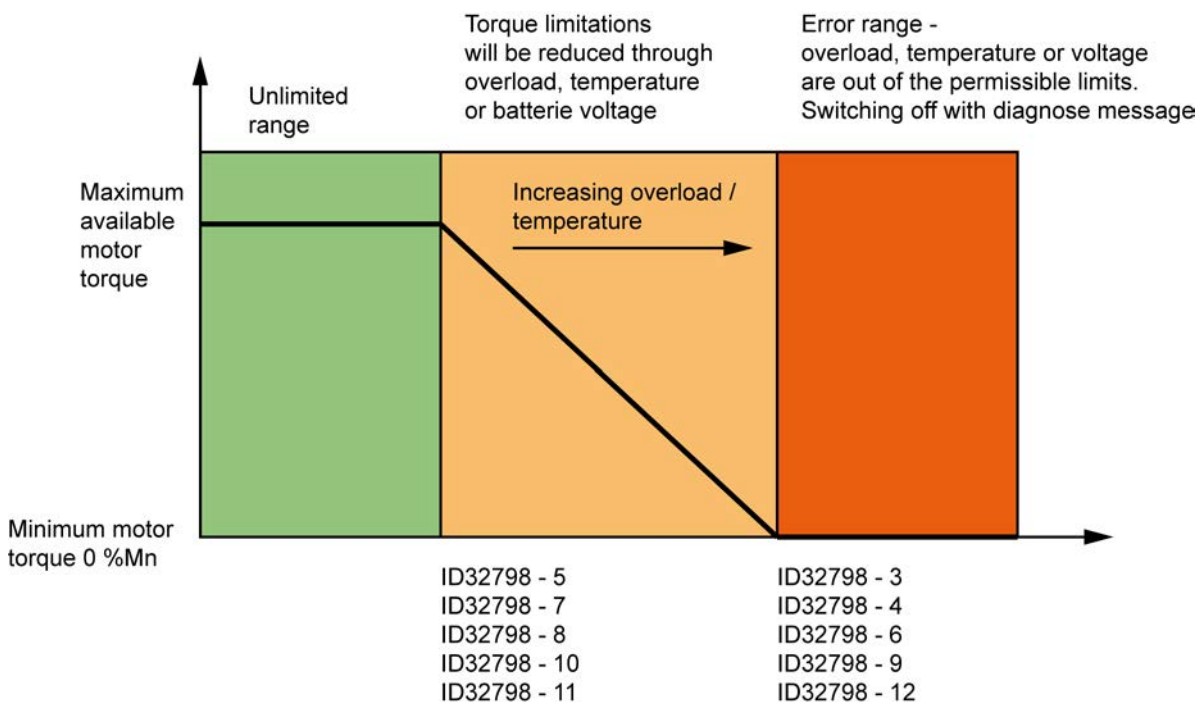 Unlimited
range
Torque limitations
will be reduced through
overload, temperature
or batterie voltage
Error range -
overload, temperature or voltage
are out of the permissible limits.
Switching off with diagnose message
Maximum
available
motor
torque
Increasing overload /
temperature
Minimum motor
torque 0 %Mn
ID32798 - 5
ID32798 - 7
ID32798 - 8
ID32798 - 10
ID32798 - 11
ID32798 - 3
ID32798 - 4
ID32798 - 6
ID32798 - 9
ID32798 - 12